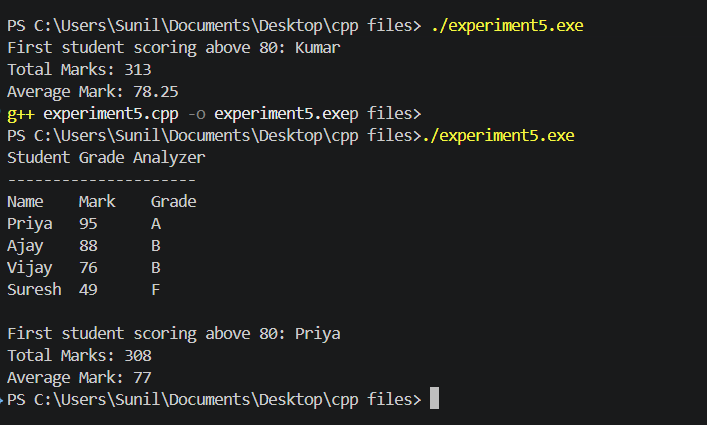 PS C:\Users\Sunil\Documents\Desktop\cpp files> ./experiment5.exe
First student scoring above 80: Kumar
Total Marks: 313
Average Mark: 78.25
g++ experiment5.cpp -o experiment5.exep files>
PS C:\Users\Sunil\Documents\Desktop\cpp files>./experiment5.exe
Student Grade Analyzer
---------------------
Name    Mark    Grade
Priya   95      A
Ajay    88      B
Vijay   76      B
Suresh  49      F
First student scoring above 80: Priya
Total Marks: 308
Average Mark: 77
PS C:\Users\Sunil\Documents\Desktop\cpp files>